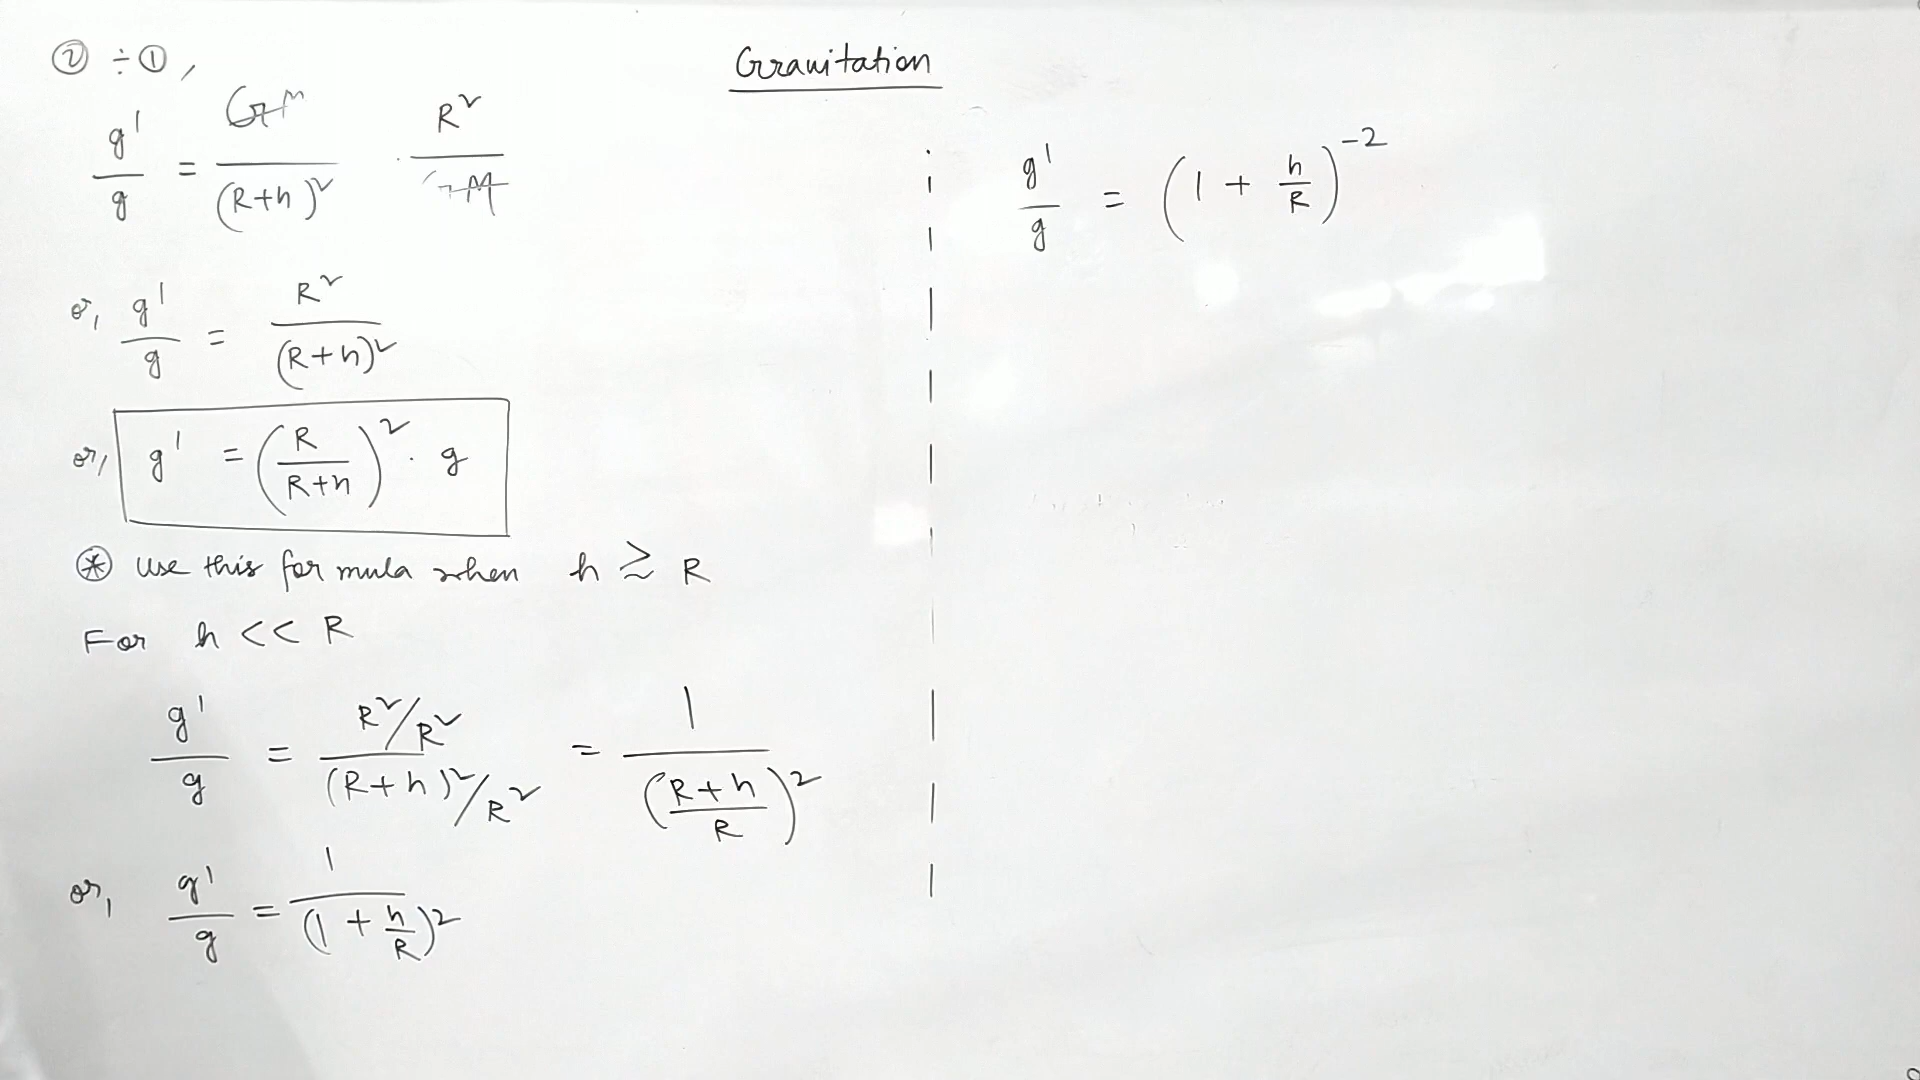 Gravitation
② ÷ ①,
g'/g = GM/(R+h)² · R²/GM
or, g'/g = R²/(R+h)²
or, g' = (R/(R+h))² · g
⊛ Use this formula when h ≳ R
For h << R
g'/g = (R²/R²)/((R+h)²/R²) = 1/((R+h)/R)²
or, g'/g = 1/(1 + h/R)²
g'/g = (1 + h/R)⁻²